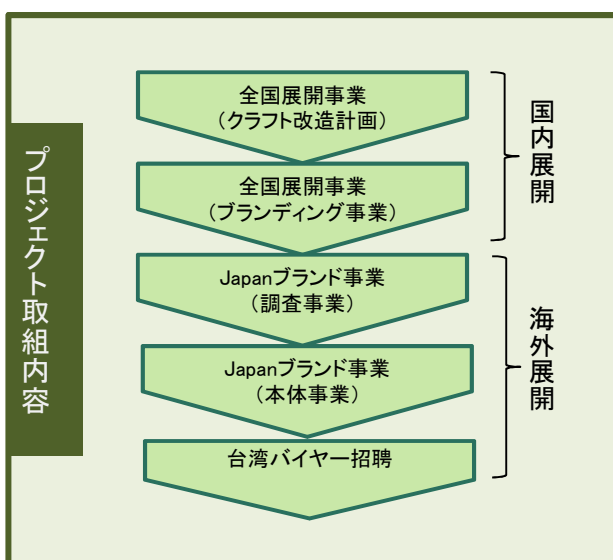 プロジェクト取組内容
全国展開事業
（クラフト改造計画）
全国展開事業
（ブランディング事業）
国内展開
Japanブランド事業
（調査事業）
Japanブランド事業
（本体事業）
台湾バイヤー招聘
海外展開